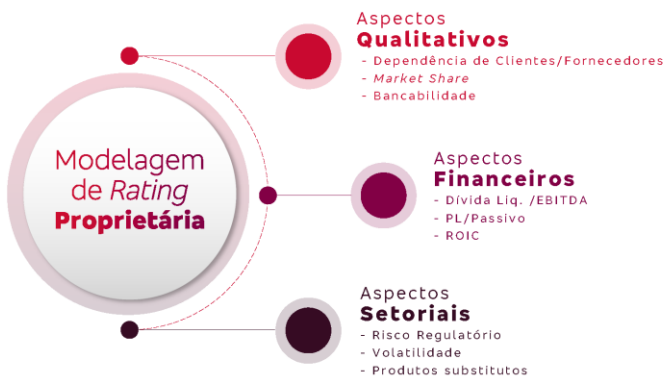 Modelagem
de Rating
Proprietária
Aspectos
Qualitativos
- Dependência de Clientes/Fornecedores
- Market Share
- Bancabilidade
Aspectos
Financeiros
- Dívida Liq. /EBITDA
- PL/Passivo
- ROIC
Aspectos
Setoriais
- Risco Regulatório
- Volatilidade
- Produtos substitutos